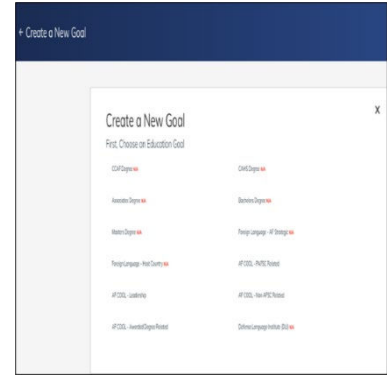 + Create a New Goal
X
Create a New Goal
First, Choose an Education Goal
CCAF Degree N/A
CAHS Degree N/A
Associates Degree N/A
Bachelors Degree N/A
Masters Degree N/A
Foreign Language - AF Strategic N/A
Foreign Language - Host Country N/A
AF COOL - PMP/SC Related
AF COOL - Leadership
AF COOL - Non AFSC Related
AF COOL - Awarded Degree Related
Defense Language Institute (DLI) N/A